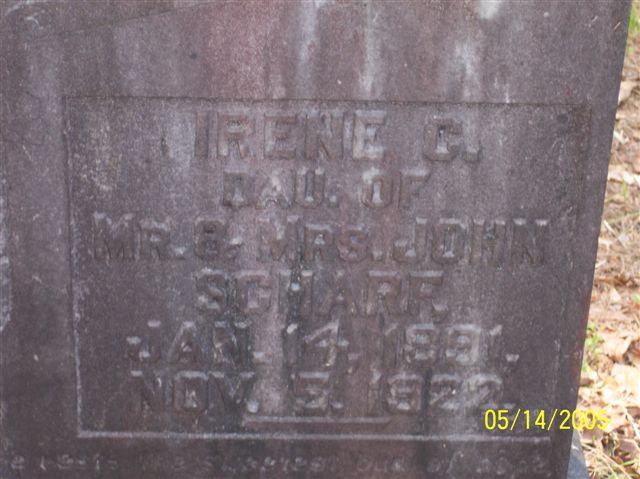 IRENE C.
DAU. OF
MR. & MRS. JOHN
SCHARF.
JAN. 14, 1891.
NOV. 5, 1922.
05/14/2005